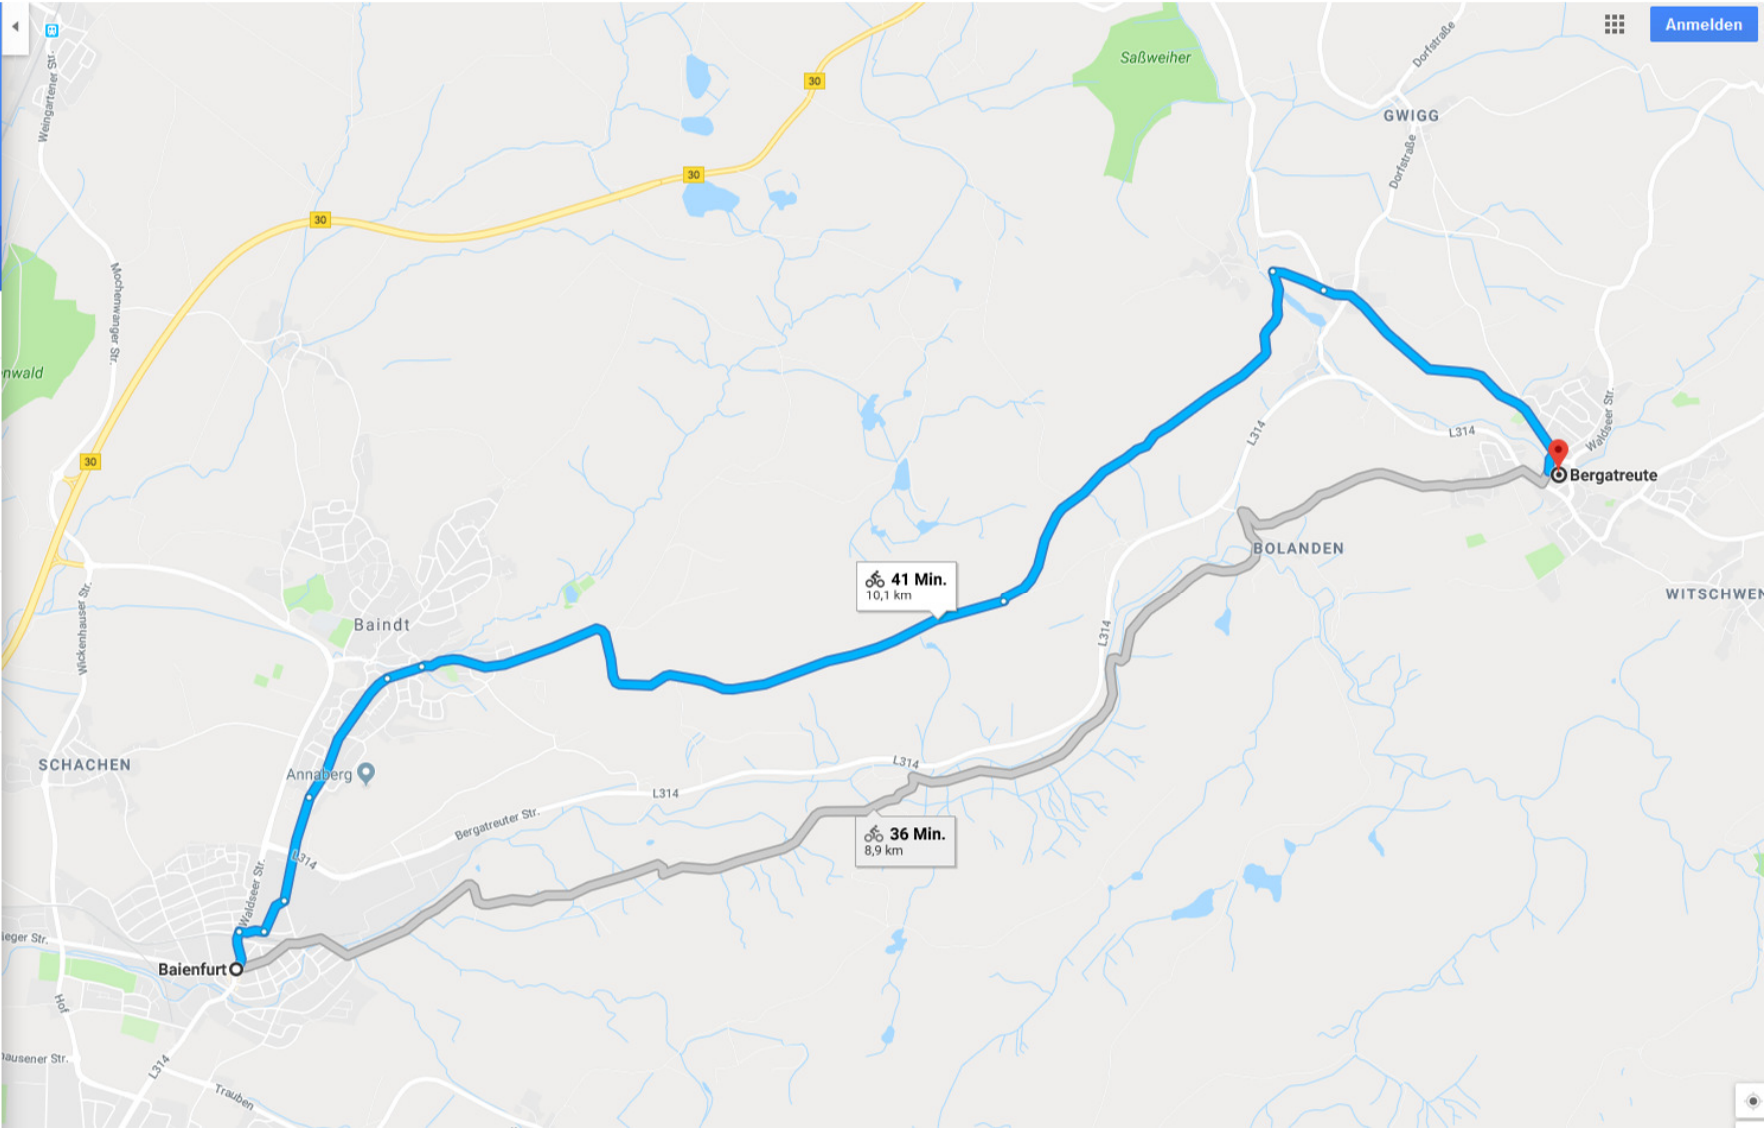 Anmelden
Saßweiher
Dorfstraße
Weingartener Str.
30
GWIGG
Dorfstraße
30
30
Mochenwanger Str.
enwald
Waldseer Str.
L314
L314
30
Bergatreute
BOLANDEN
41 Min.
10,1 km
WITSCHWEN
Baindt
Wickenhauser Str.
L314
SCHACHEN
Annaberg
L314
L314
Bergatreuter Str.
36 Min.
8,9 km
L314
Waldseer Str.
ieger Str.
Baienfurt
Hof
hausener Str.
L314
Trauben